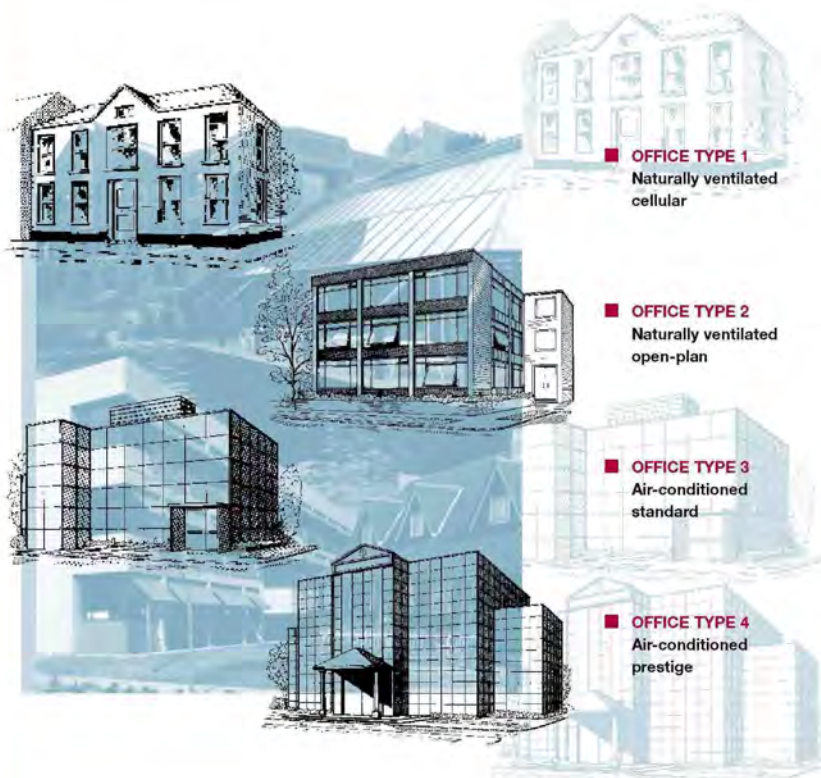 OFFICE TYPE 1
Naturally ventilated
cellular
OFFICE TYPE 2
Naturally ventilated
open-plan
OFFICE TYPE 3
Air-conditioned
standard
OFFICE TYPE 4
Air-conditioned
prestige